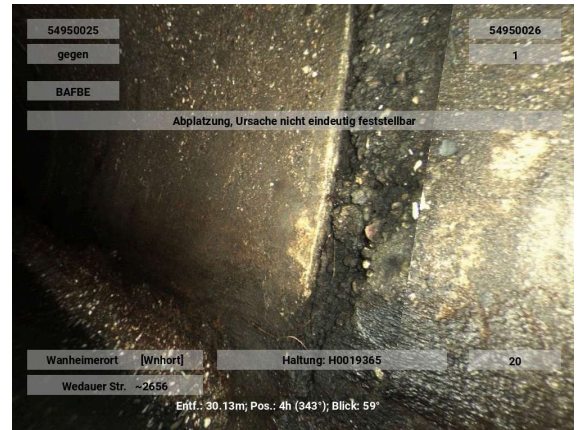 54950025
54950026
gegen
1
BAFBE
Abplatzung, Ursache nicht eindeutig feststellbar
Wanheimerort [Wnhort]
Haltung: H0019365
20
Wedauer Str. ~2656
Entf.: 30.13m; Pos.: 4h (343°); Blick: 59°